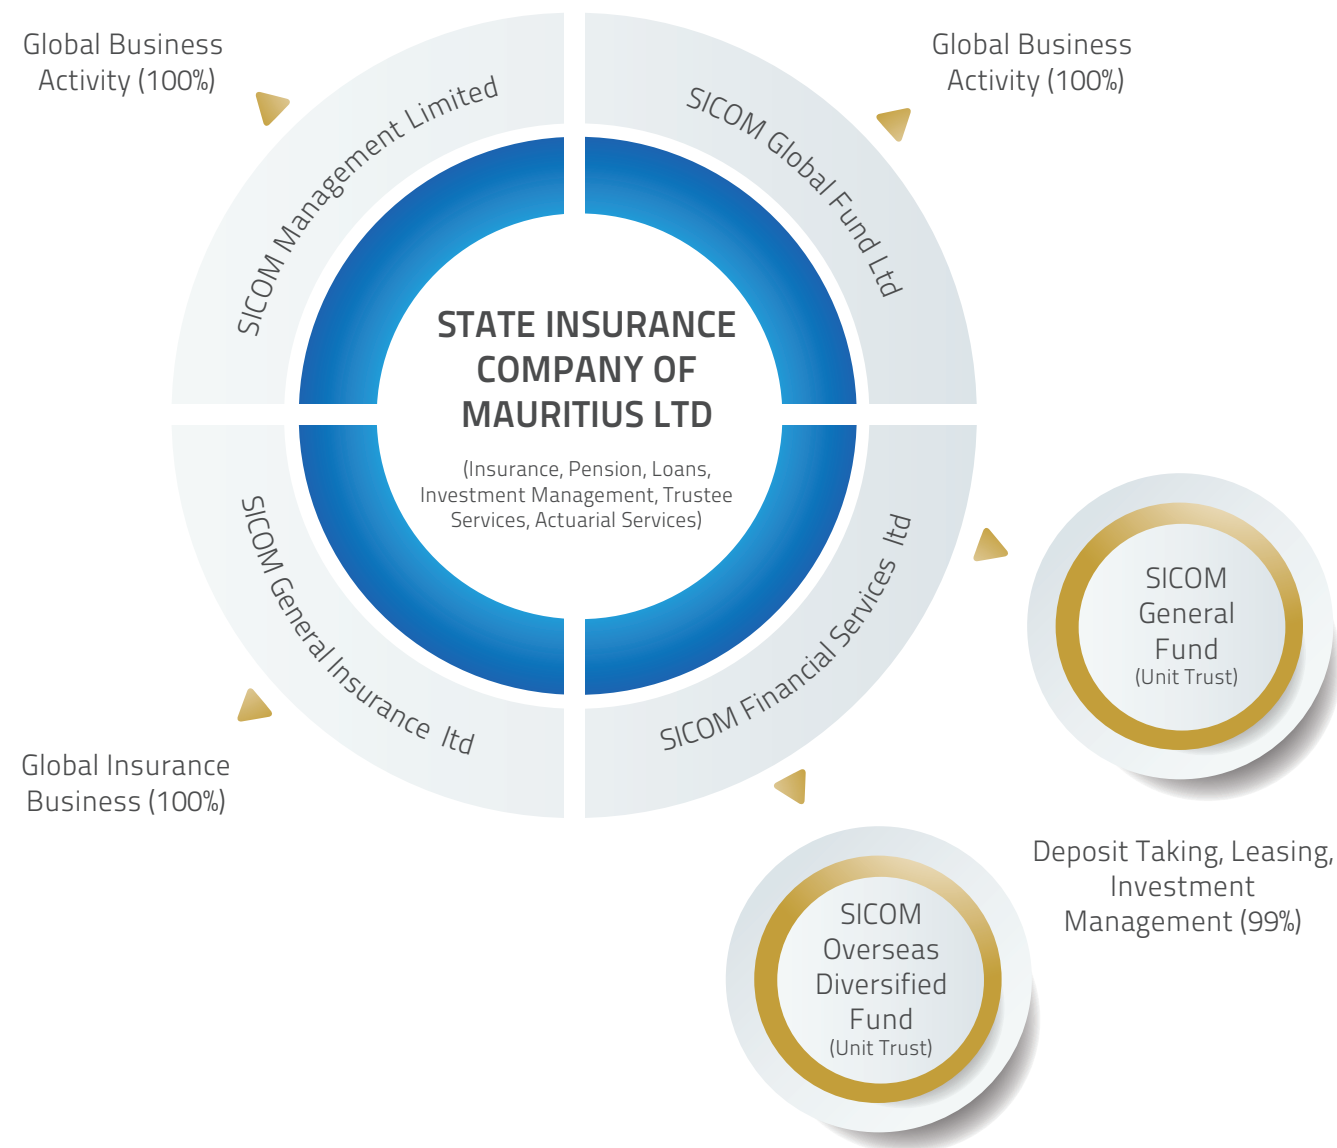 Global Business
Activity (100%)
Global Business
Activity (100%)
SICOM Management Limited
SICOM Global Fund Ltd
STATE INSURANCE
COMPANY OF
MAURITIUS LTD
(Insurance, Pension, Loans,
Investment Management, Trustee
Services, Actuarial Services)
SICOM General Insurance ltd
SICOM Financial Services ltd
SICOM
General
Fund
(Unit Trust)
Global Insurance
Business (100%)
Deposit Taking, Leasing,
Investment
Management (99%)
SICOM
Overseas
Diversified
Fund
(Unit Trust)